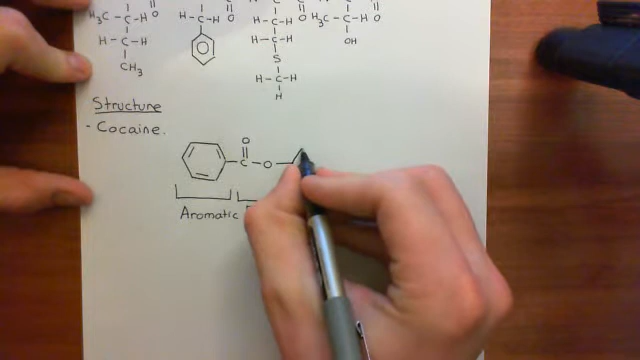 H₃C-C-H O
H-C-H
CH₃
H-C-H O
H-C-H O
H-C-H
S
H-C-H
H
H₃C-C-H O
OH
Structure
- Cocaine.
O
C-O
Aromatic